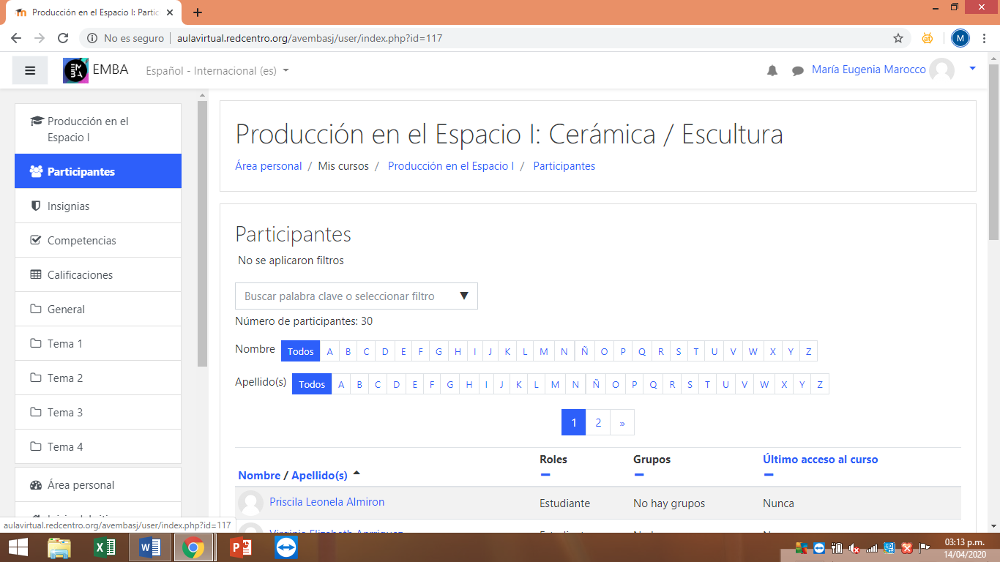 Producción en el Espacio I: Partic
No es seguro
aulavirtual.redcentro.org/avembasj/user/index.php?id=117
M
EMBA
Español - Internacional (es)
María Eugenia Marocco
Producción en el Espacio I
Participantes
Insignias
Competencias
Calificaciones
General
Tema 1
Tema 2
Tema 3
Tema 4
Área personal
Producción en el Espacio I: Cerámica / Escultura
Área personal / Mis cursos / Producción en el Espacio I / Participantes
Participantes
No se aplicaron filtros
Buscar palabra clave o seleccionar filtro
Número de participantes: 30
Nombre Todos A B C D E F G H I J K L M N Ñ O P Q R S T U V W X Y Z
Apellido(s) Todos A B C D E F G H I J K L M N Ñ O P Q R S T U V W X Y Z
1 2 »
Nombre / Apellido(s) Roles Grupos Último acceso al curso
Priscila Leonela Almiron Estudiante No hay grupos Nunca
aulavirtual.redcentro.org/avembasj/user/index.php?id=117
03:13 p.m.
14/04/2020